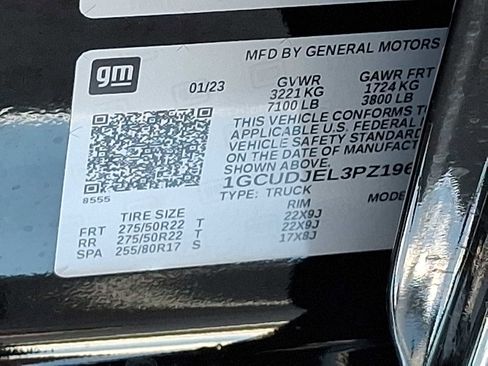 MFD BY GENERAL MOTORS
gm
01/23 GVWR GAWR FRT
3221 KG 1724 KG
7100 LB 3800 LB
THIS VEHICLE CONFORMS TO
APPLICABLE U.S. FEDERAL
VEHICLE SAFETY STANDARD
ON THE DATE OF MANUFAC
SHOWN ABOVE.
1GCUDJEL3PZ196
TYPE: TRUCK
8555
TIRE SIZE RIM
FRT 275/50R22 T 22X9J
RR 275/50R22 T 22X9J
SPA 255/80R17 S 17X8J